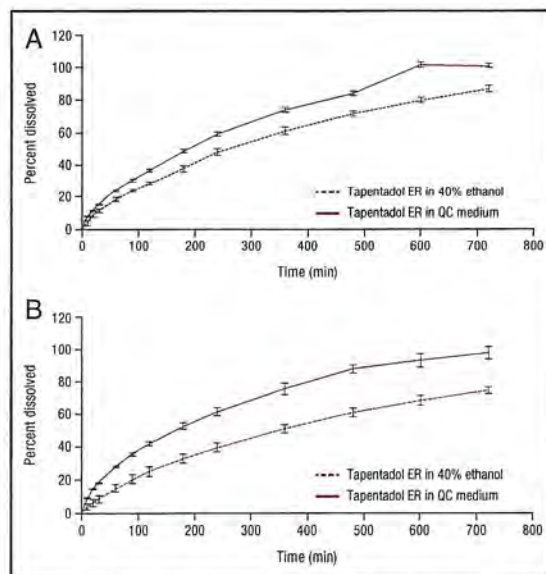 A
120
100
80
60
40
20
0
Percent dissolved
Tapentadol ER in 40% ethanol
Tapentadol ER in QC medium
0 100 200 300 400 500 600 700 800
Time (min)
B
120
100
80
60
40
20
0
Percent dissolved
Tapentadol ER in 40% ethanol
Tapentadol ER in QC medium
0 100 200 300 400 500 600 700 800
Time (min)